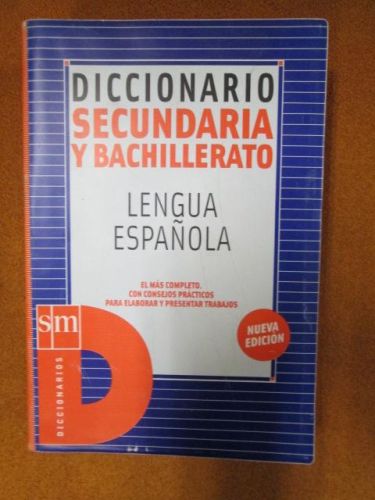 DICCIONARIO
SECUNDARIA
Y BACHILLERATO
LENGUA
ESPAÑOLA
EL MÁS COMPLETO.
CON CONSEJOS PRÁCTICOS
PARA ELABORAR Y PRESENTAR TRABAJOS
NUEVA
EDICIÓN
sm
D
DICCIONARIOS